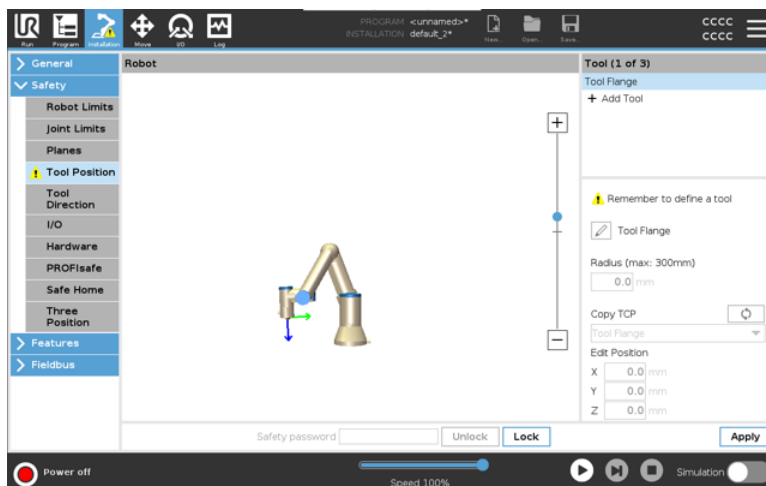 UR
Run
Program
Installation
Move
I/O
Log
PROGRAM <unnamed>*
INSTALLATION default_2*
New...
Open...
Save...
cccc
cccc
General
Safety
Robot Limits
Joint Limits
Planes
Tool Position
Tool
Direction
I/O
Hardware
PROFIsafe
Safe Home
Three
Position
Features
Fieldbus
Robot
+
−
Tool (1 of 3)
Tool Flange
+ Add Tool
Remember to define a tool
Tool Flange
Radius (max: 300mm)
0.0 mm
Copy TCP
Tool Flange
Edit Position
X 0.0 mm
Y 0.0 mm
Z 0.0 mm
Safety password
Unlock
Lock
Apply
Power off
Speed 100%
Simulation